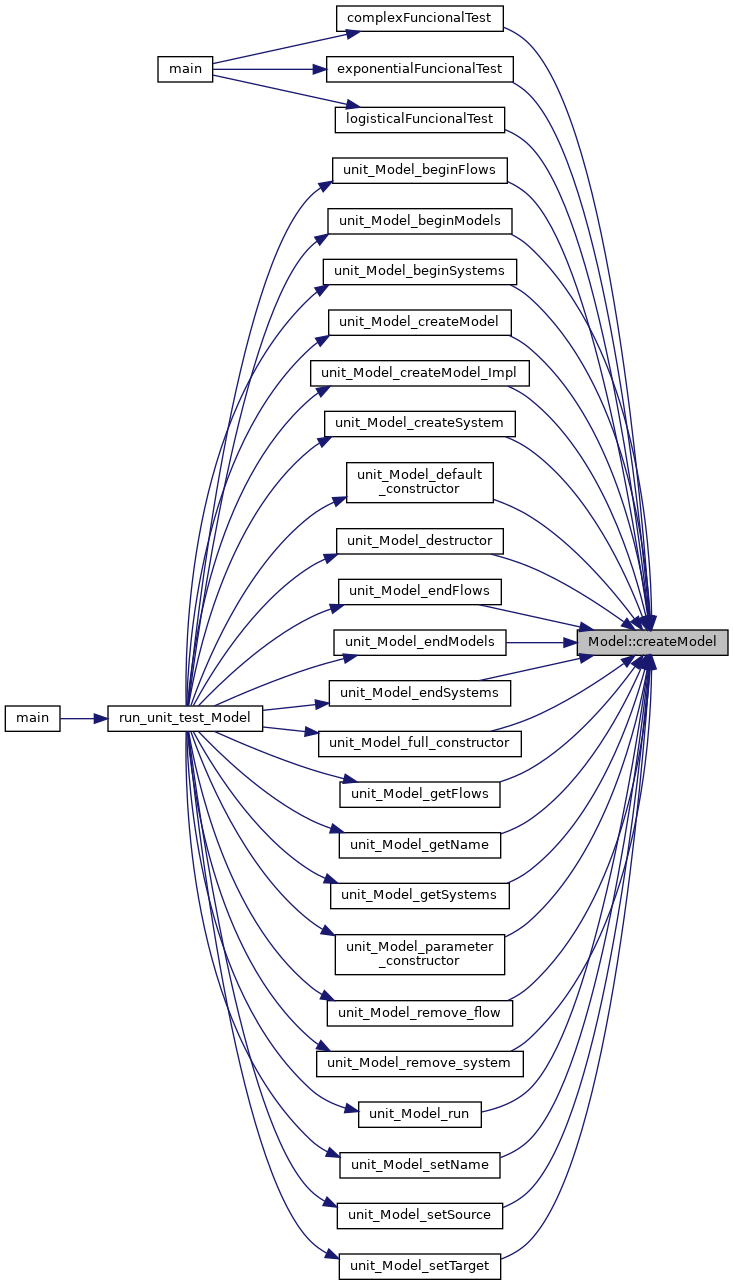 complexFuncionalTest
main
exponentialFuncionalTest
logisticalFuncionalTest
unit_Model_beginFlows
unit_Model_beginModels
unit_Model_beginSystems
unit_Model_createModel
unit_Model_createModel_Impl
unit_Model_createSystem
unit_Model_default
_constructor
unit_Model_destructor
unit_Model_endFlows
unit_Model_endModels
Model::createModel
unit_Model_endSystems
main
run_unit_test_Model
unit_Model_full_constructor
unit_Model_getFlows
unit_Model_getName
unit_Model_getSystems
unit_Model_parameter
_constructor
unit_Model_remove_flow
unit_Model_remove_system
unit_Model_run
unit_Model_setName
unit_Model_setSource
unit_Model_setTarget